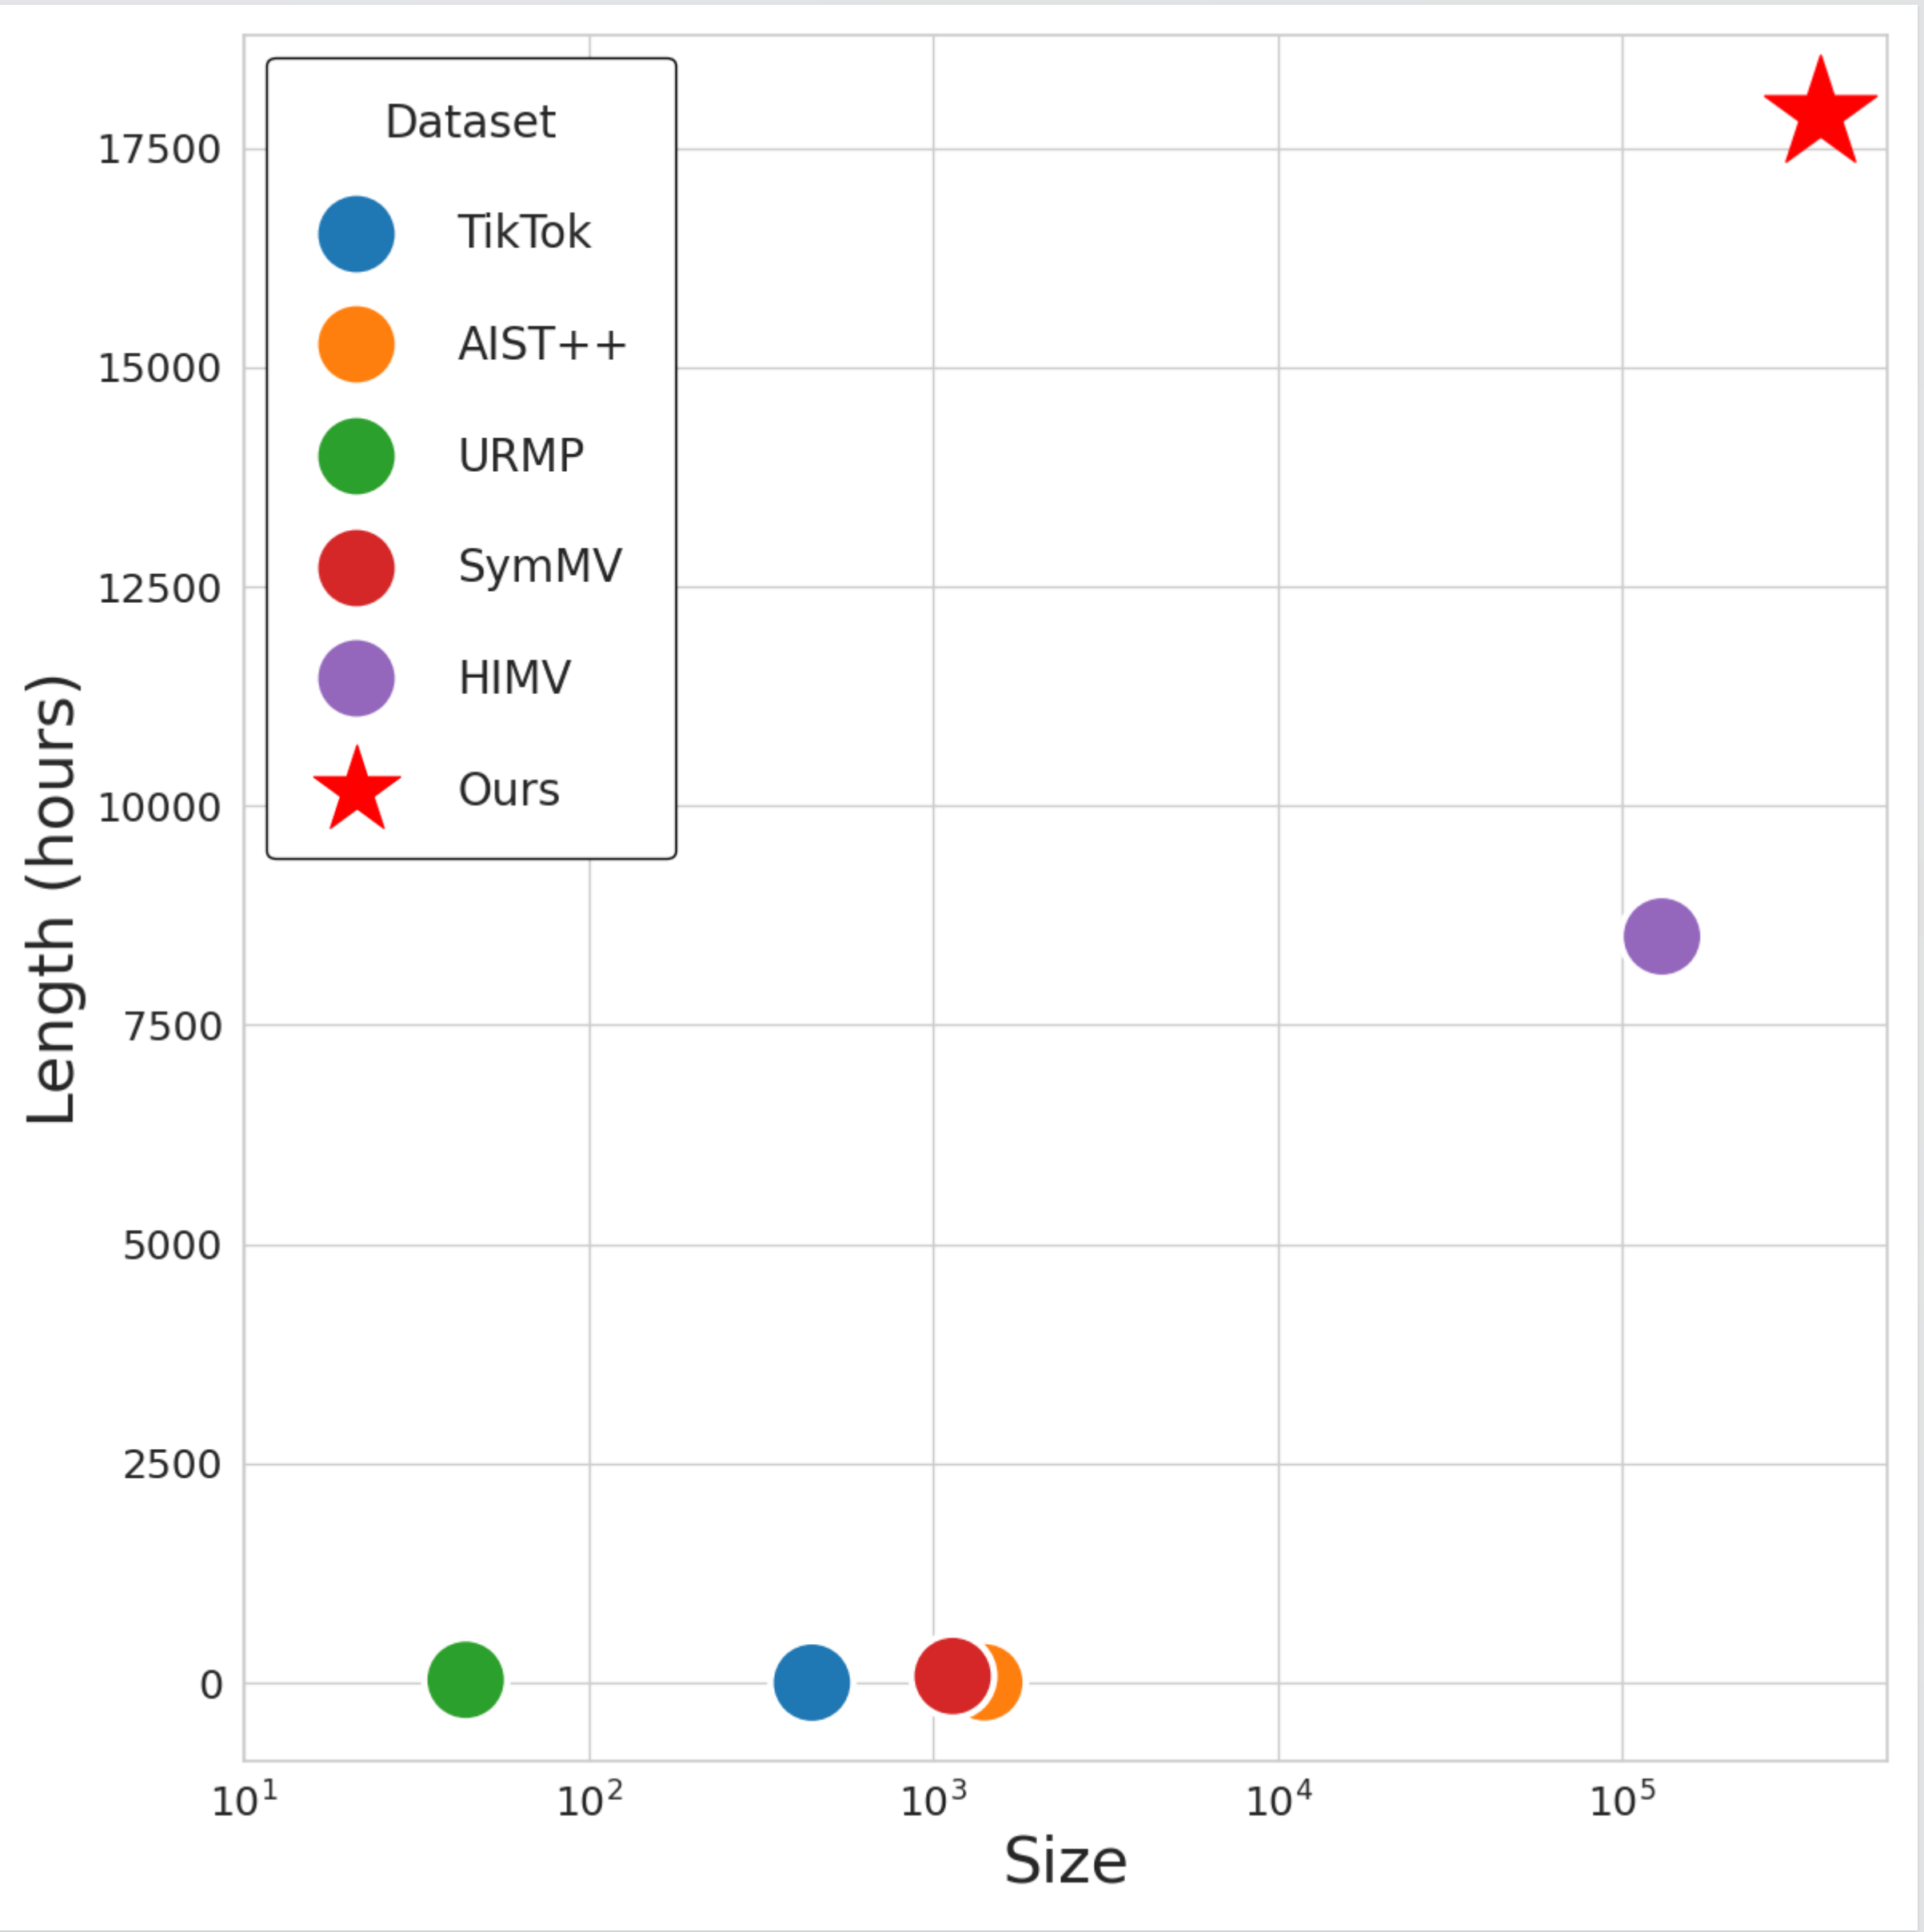 Dataset
TikTok
AIST++
URMP
SymMV
HIMV
Ours
17500
15000
12500
10000
7500
5000
2500
0
Length (hours)
10¹ 10² 10³ 10⁴ 10⁵
Size